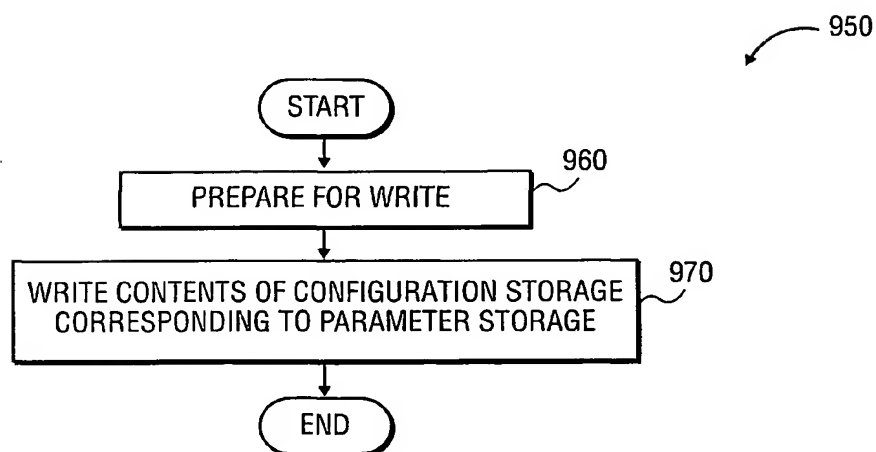 950
START
960
PREPARE FOR WRITE
970
WRITE CONTENTS OF CONFIGURATION STORAGE
CORRESPONDING TO PARAMETER STORAGE
END